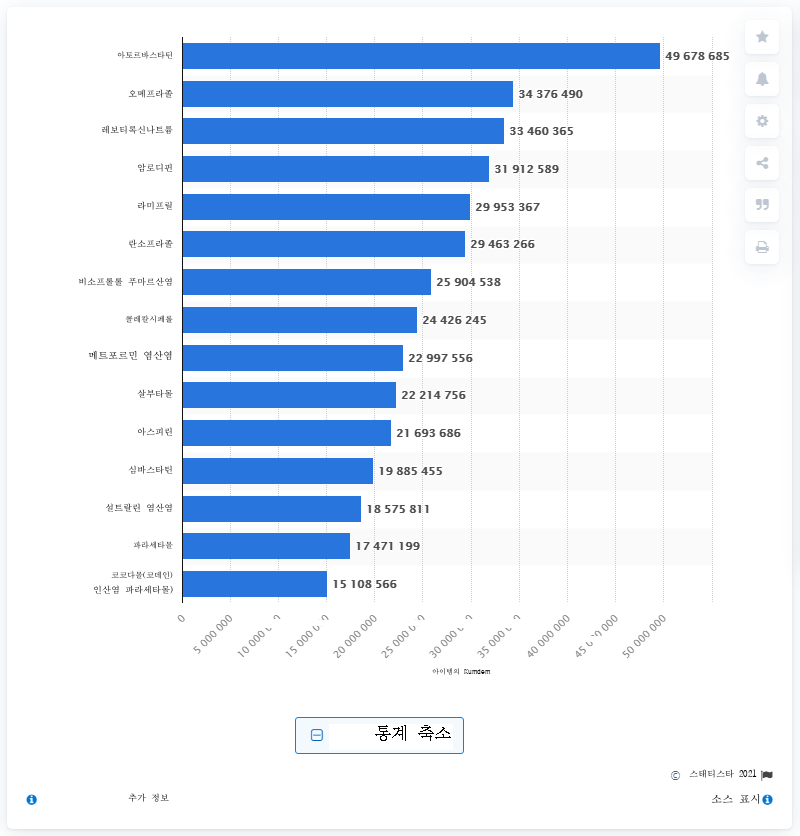 아토르바스타틴
49 678 685
오메프라졸
34 376 490
레보티록신나트륨
33 460 365
암로디핀
31 912 589
라미프릴
29 953 367
란소프라졸
29 463 266
비소프롤롤 푸마르산염
25 904 538
콜레칼시페롤
24 426 245
메트포르민 염산염
22 997 556
살부타몰
22 214 756
아스피린
21 693 686
심바스타틴
19 885 455
설트랄린 염산염
18 575 811
파라세타몰
17 471 199
코코다몰(코데인)
인산염 파라세타몰)
15 108 566
0
5 000 000
10 000
15 000
20 000 000
25 000
30 000
35 000
40 000 000
50 000 000
아이템의
통계 축소
© 스태티스타 2021
추가 정보
소스 표시